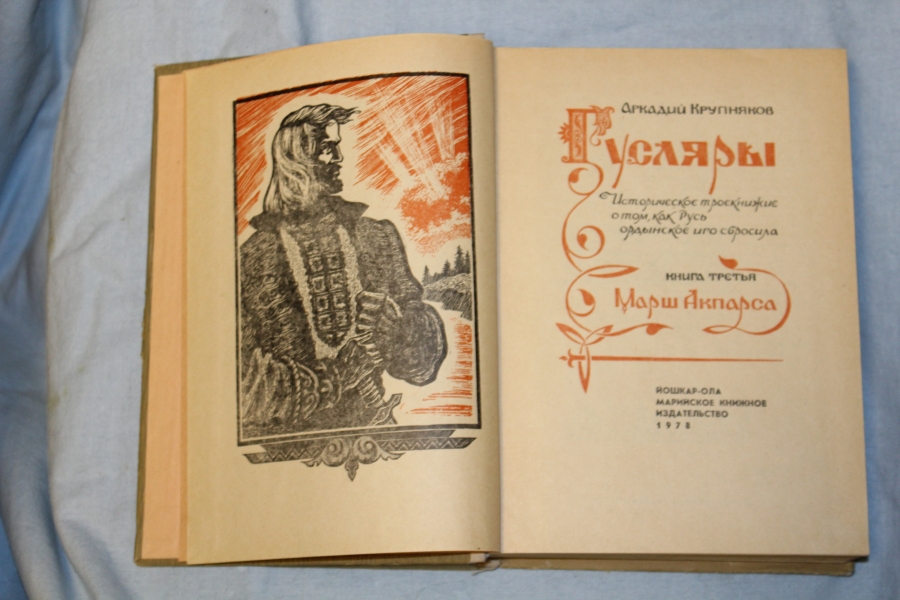 Аркадий Крупняков
Гусляры
Историческое троекнижие
о том, как Русь
ордынское иго сбросила
книга третья
Марш Акпарса
ЙОШКАР-ОЛА
МАРИЙСКОЕ КНИЖНОЕ
ИЗДАТЕЛЬСТВО
1978